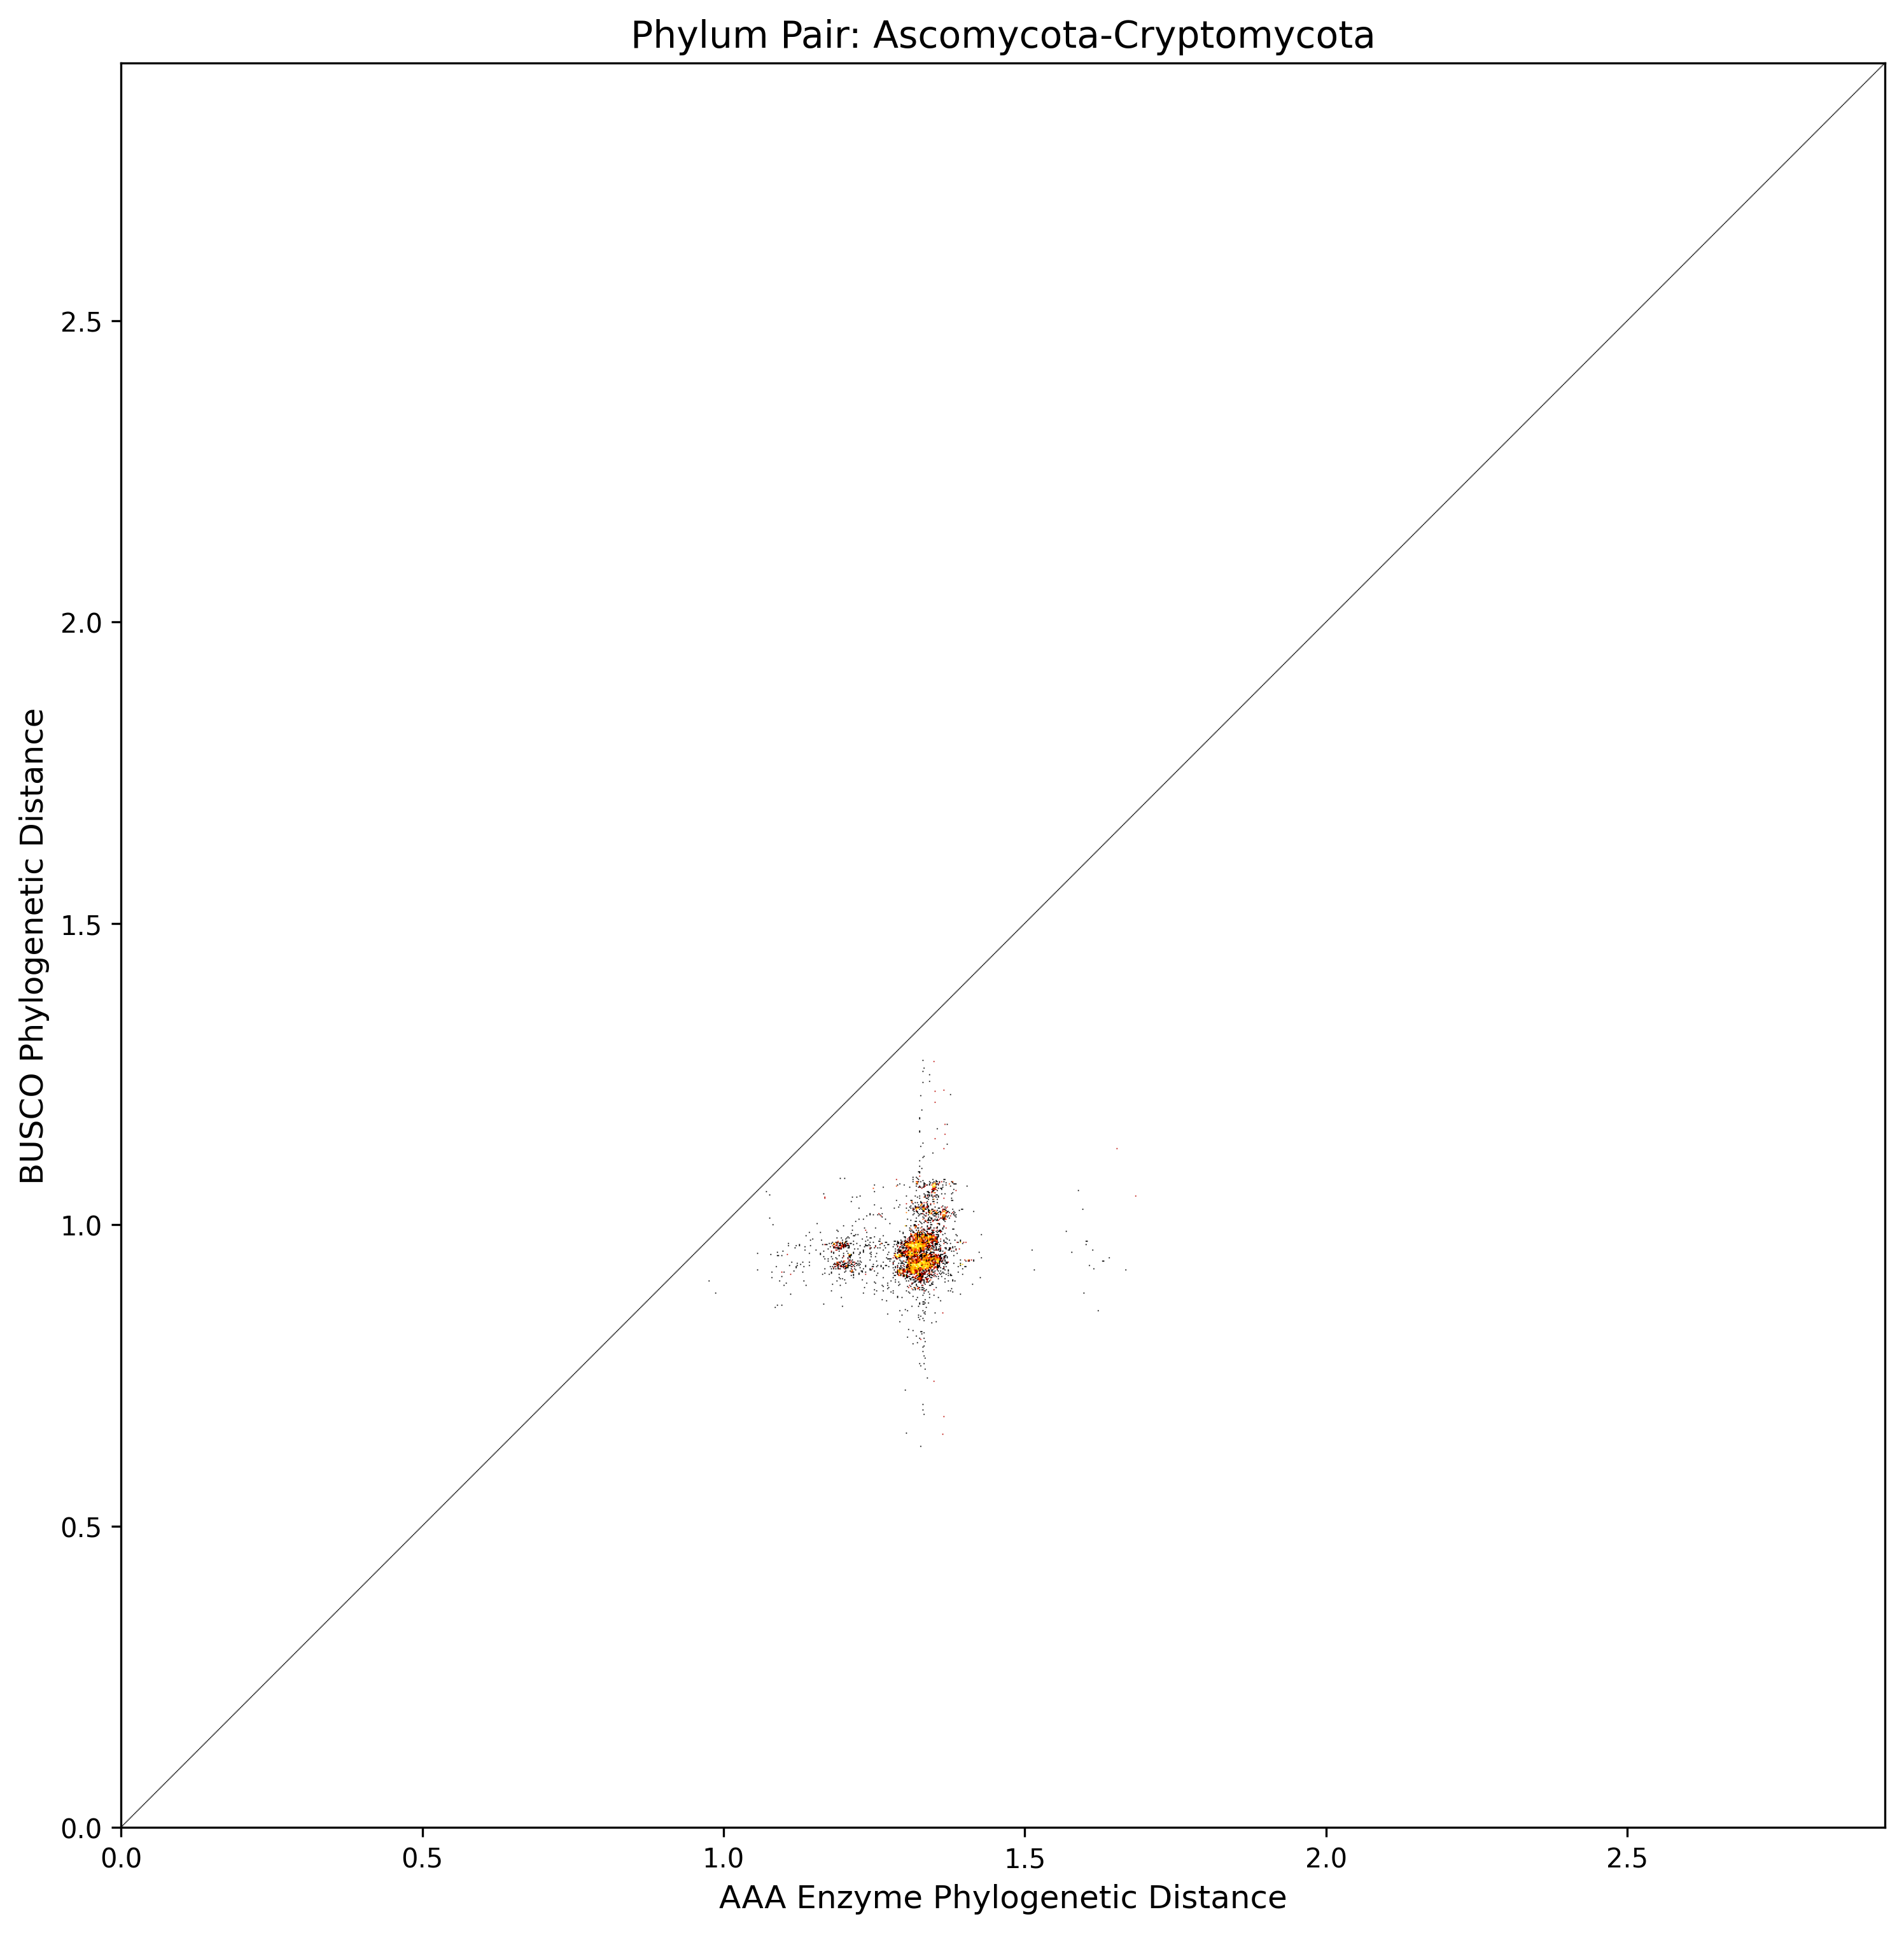 Phylum Pair: Ascomycota-Cryptomycota
2.5
2.0
1.5
1.0
0.5
0.0
BUSCO Phylogenetic Distance
0.0 0.5 1.0 1.5 2.0 2.5
AAA Enzyme Phylogenetic Distance